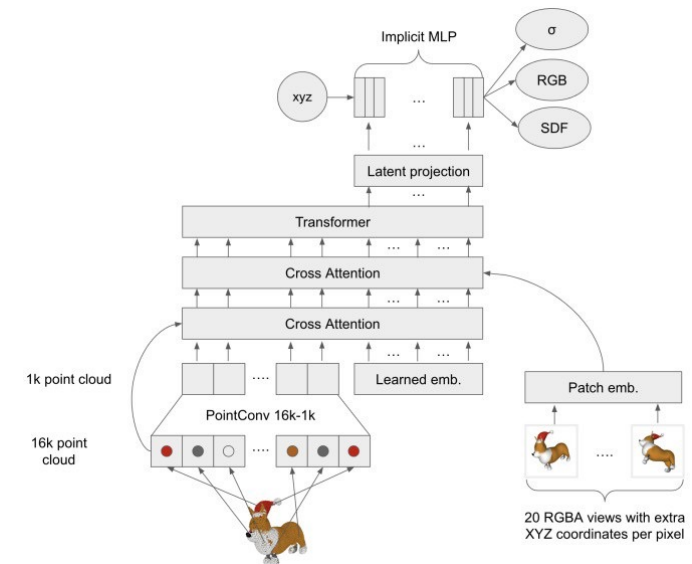 Implicit MLP
σ
xyz
...
RGB
SDF
...
Latent projection
...
Transformer
... ...
Cross Attention
... ...
Cross Attention
... ...
1k point cloud
....
Learned emb.
Patch emb.
PointConv 16k-1k
16k point
cloud
....
....
20 RGBA views with extra
XYZ coordinates per pixel